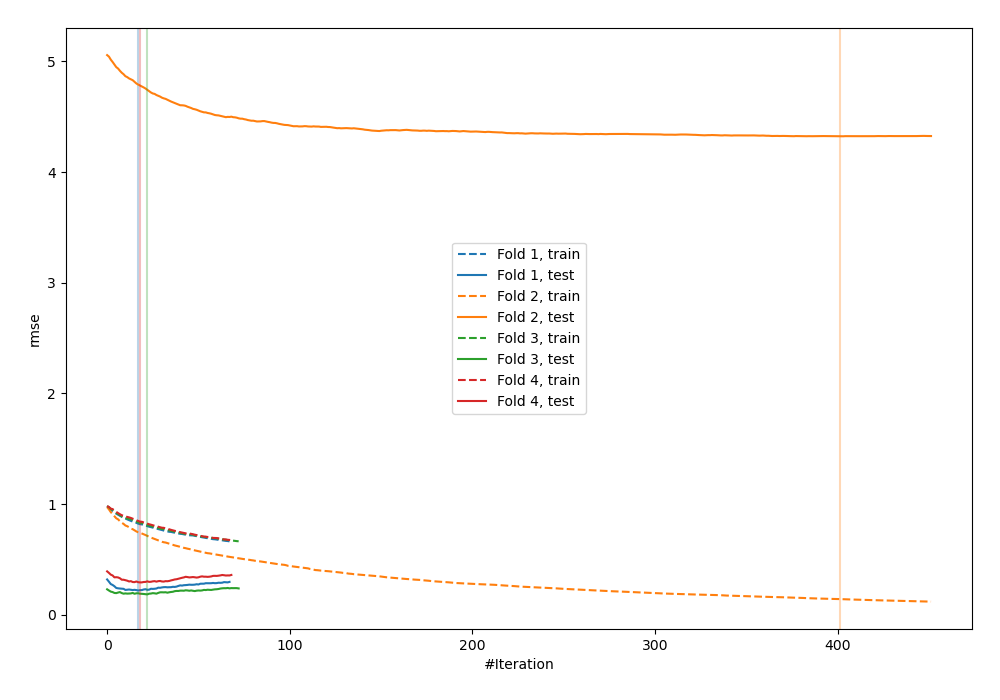 5
4
3
2
1
0
rmse
Fold 1, train
Fold 1, test
Fold 2, train
Fold 2, test
Fold 3, train
Fold 3, test
Fold 4, train
Fold 4, test
0 100 200 300 400
#Iteration